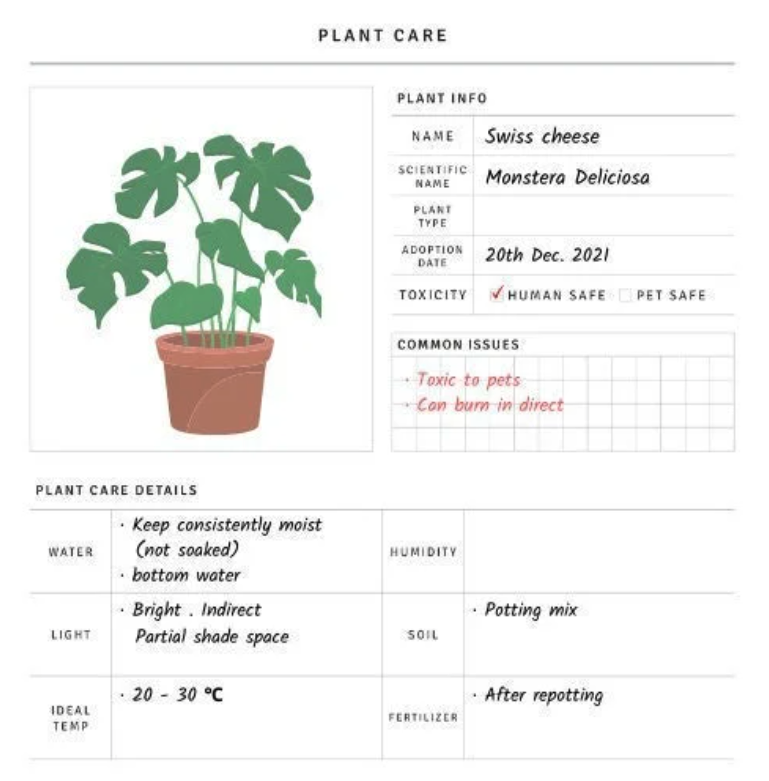 PLANT CARE
PLANT INFO
NAME
Swiss cheese
SCIENTIFIC
NAME
Monstera Deliciosa
PLANT
TYPE
ADOPTION
DATE
20th Dec. 2021
TOXICITY
✓ HUMAN SAFE PET SAFE
COMMON ISSUES
· Toxic to pets
· Can burn in direct
PLANT CARE DETAILS
WATER
· Keep consistently moist
(not soaked)
· bottom water
HUMIDITY
LIGHT
· Bright . Indirect
Partial shade space
SOIL
· Potting mix
IDEAL
TEMP
· 20 - 30 °C
FERTILIZER
· After repotting